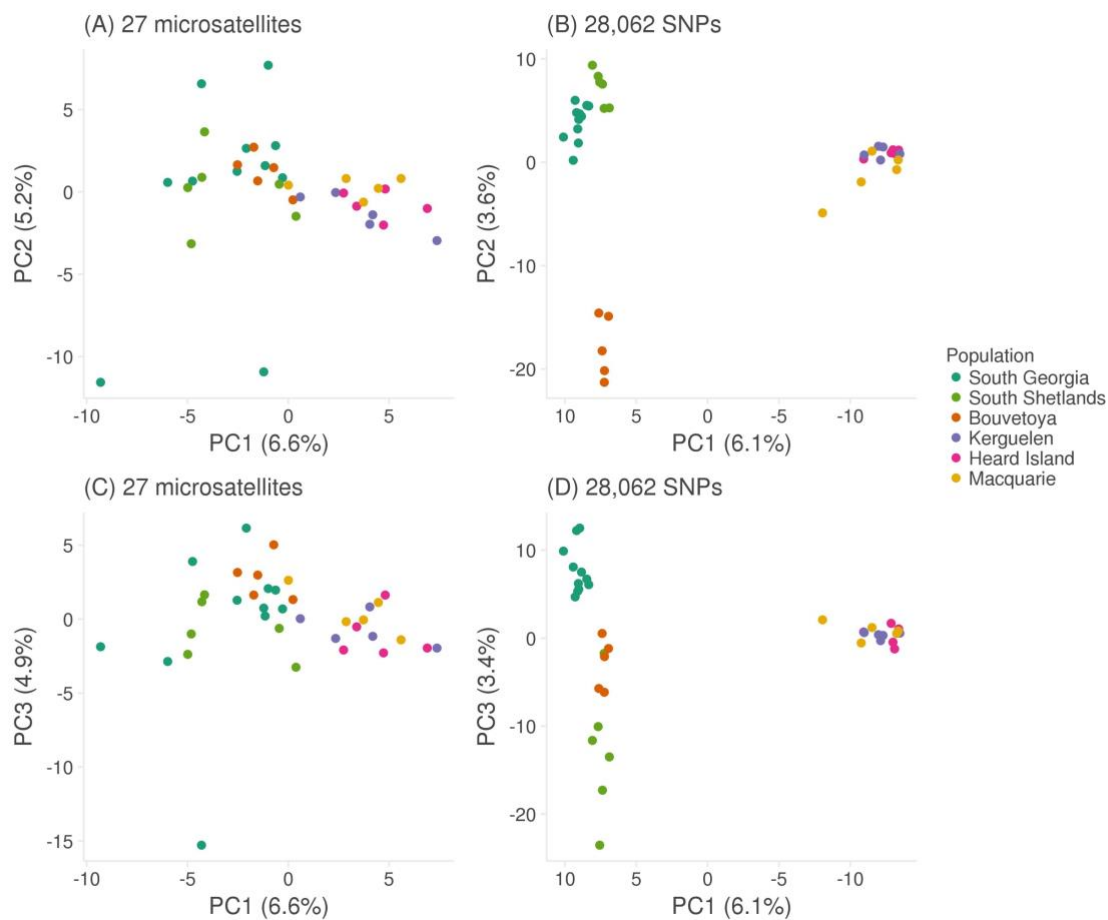 (A) 27 microsatellites
5
0
-5
-10
PC2 (5.2%)
-10
-5
0
5
PC1 (6.6%)
(B) 28,062 SNPs
10
0
-10
-20
PC2 (3.6%)
10
5
0
-5
-10
PC1 (6.1%)
Population
South Georgia
South Shetlands
Bouvetoya
Kerguelen
Heard Island
Macquarie
(C) 27 microsatellites
5
0
-5
-10
-15
PC3 (4.9%)
-10
-5
0
5
PC1 (6.6%)
(D) 28,062 SNPs
10
0
-10
-20
PC3 (3.4%)
10
5
0
-5
-10
PC1 (6.1%)